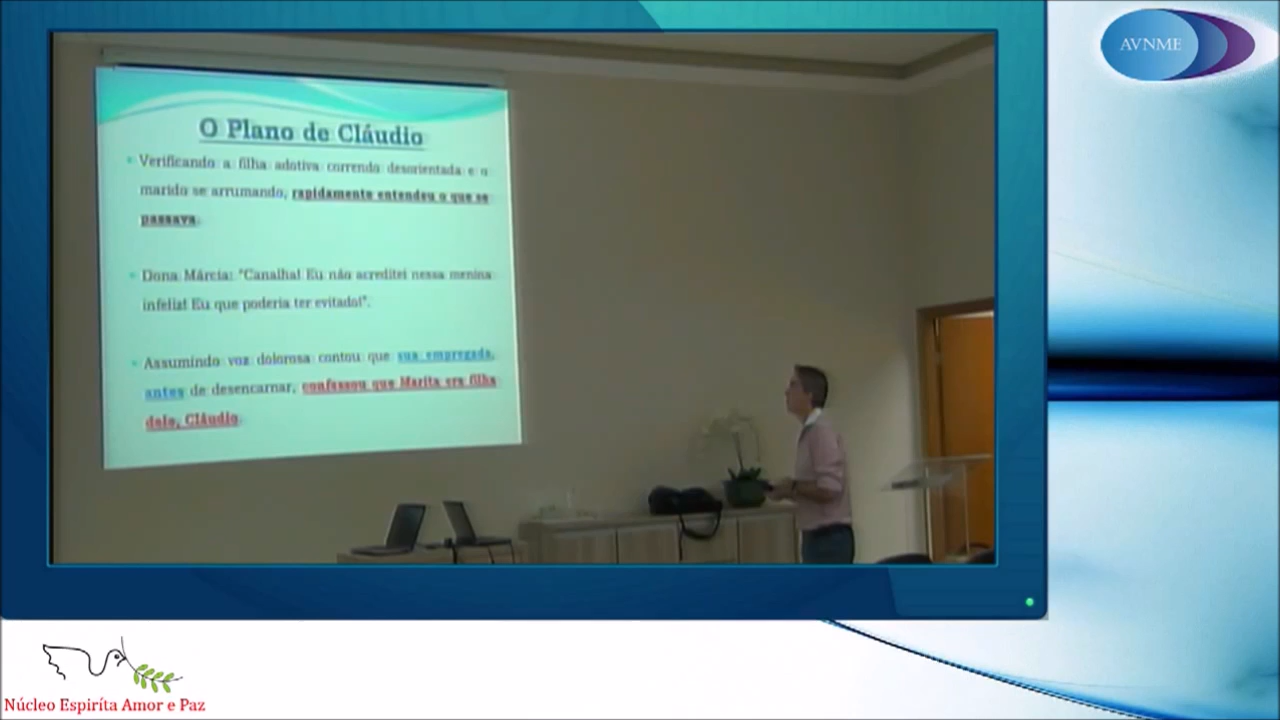 AVNME
O Plano de Cláudio
Verificando a filha adotiva correndo desorientada e o
marido se arrumando, rapidamente entendeu o que se
passava.
Dona Márcia: "Canalha! Eu não acreditei nessa menina
infeliz! Eu que poderia ter evitado!".
Assumindo voz dolorosa contou que sua empregada,
antes de desencarnar, confessou que Marita era filha
dele, Cláudio.
Núcleo Espiríta Amor e Paz